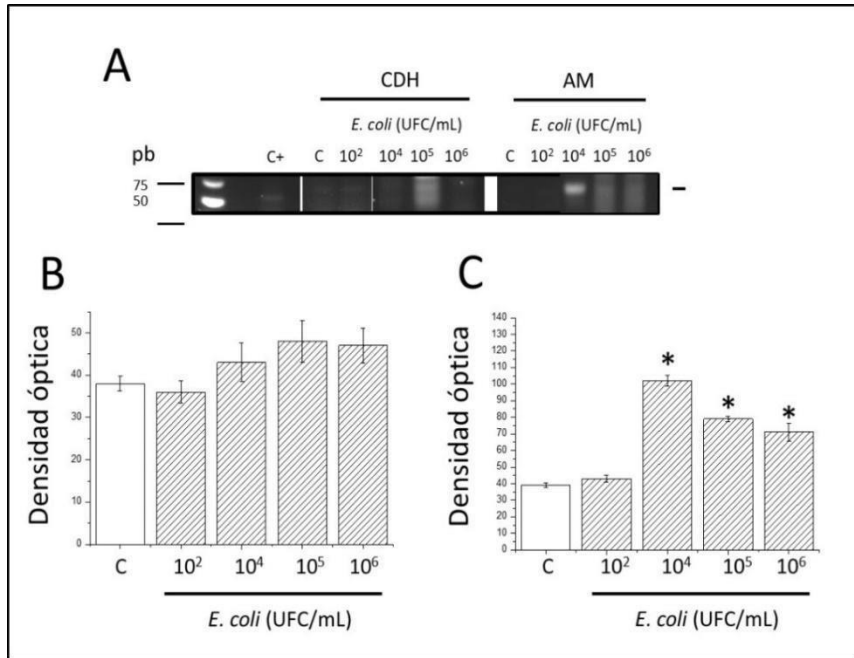 A
CDH AM
E. coli (UFC/mL) E. coli (UFC/mL)
pb C+ C 10² 10⁴ 10⁵ 10⁶ C 10² 10⁴ 10⁵ 10⁶
75
50
B
Densidad óptica
50
40
30
20
10
0
C 10² 10⁴ 10⁵ 10⁶
E. coli (UFC/mL)
C
Densidad óptica
140
130
120
110
100
90
80
70
60
50
40
30
20
10
0
* * *
C 10² 10⁴ 10⁵ 10⁶
E. coli (UFC/mL)